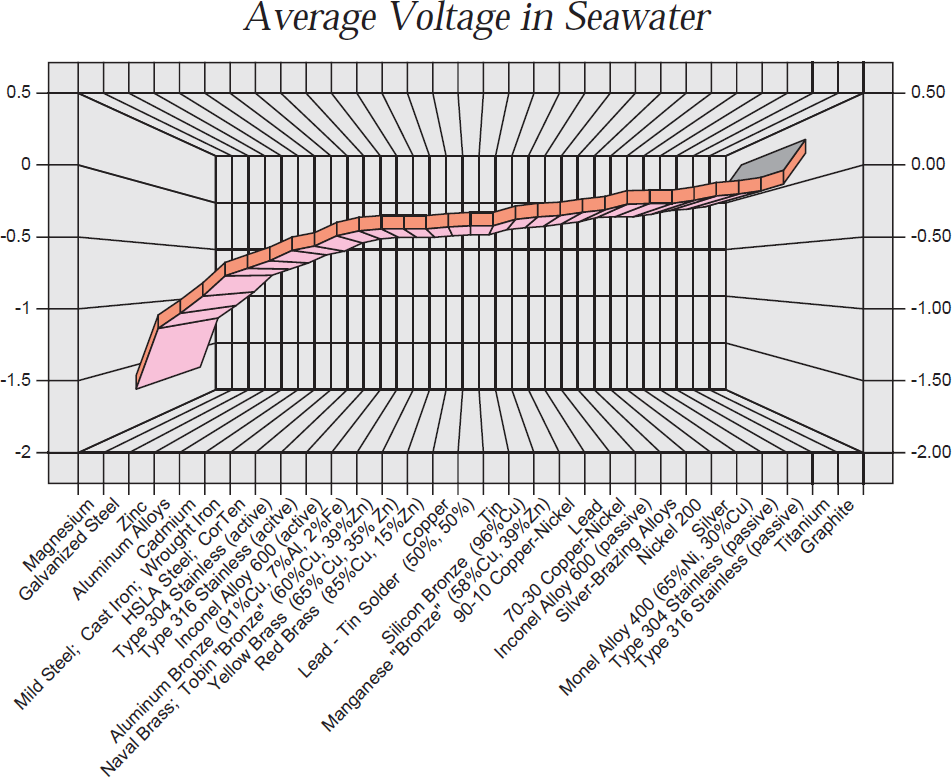 Average Voltage in Seawater
0.5
0
-0.5
-1
-1.5
-2
0.50
0.00
-0.50
-1.00
-1.50
-2.00
Magnesium
Galvanized Steel
Zinc
Aluminum Alloys
Cadmium
Mild Steel; Cast Iron; Wrought Iron
HSLA Steel; CorTen
Type 304 Stainless (active)
Type 316 Stainless (acitve)
Inconel Alloy 600 (active)
Aluminum Bronze (91%Cu, 7%Al, 2%Fe)
Naval Brass; Tobin "Bronze" (60%Cu, 39%Zn)
Yellow Brass (65% Cu, 35% Zn)
Red Brass (85%Cu, 15%Zn)
Copper
Lead - Tin Solder (50%, 50%)
Tin
Silicon Bronze (96%Cu)
Manganese "Bronze" (58%Cu, 39%Zn)
90-10 Copper-Nickel
Lead
70-30 Copper-Nickel
Inconel Alloy 600 (passive)
Silver-Brazing Alloys
Nickel 200
Silver
Monel Alloy 400 (65%Ni, 30%Cu)
Type 304 Stainless (passive)
Type 316 Stainless (passive)
Titanium
Graphite